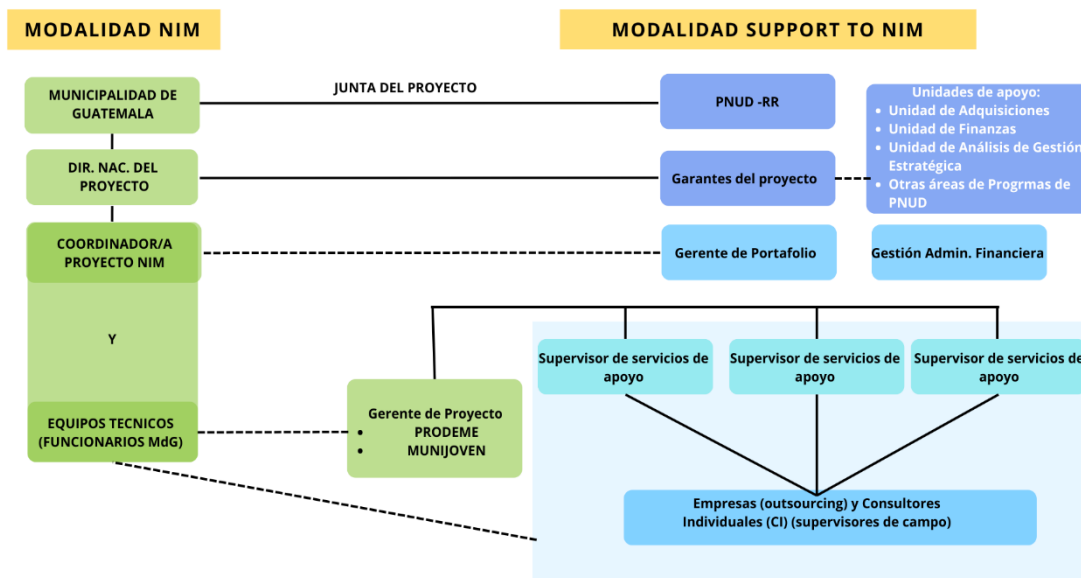 MODALIDAD NIM
MODALIDAD SUPPORT TO NIM
MUNICIPALIDAD DE
GUATEMALA
JUNTA DEL PROYECTO
PNUD -RR
Unidades de apoyo:
• Unidad de Adquisiciones
• Unidad de Finanzas
• Unidad de Análisis de Gestión
Estratégica
• Otras áreas de Progrmas de
PNUD
DIR. NAC. DEL
PROYECTO
Garantes del proyecto
COORDINADOR/A
PROYECTO NIM
Gerente de Portafolio
Gestión Admin. Financiera
Y
Supervisor de servicios de
apoyo
Supervisor de servicios de
apoyo
Supervisor de servicios de
apoyo
EQUIPOS TECNICOS
(FUNCIONARIOS MdG)
Gerente de Proyecto
• PRODEME
• MUNIJOVEN
Empresas (outsourcing) y Consultores
Individuales (CI) (supervisores de campo)